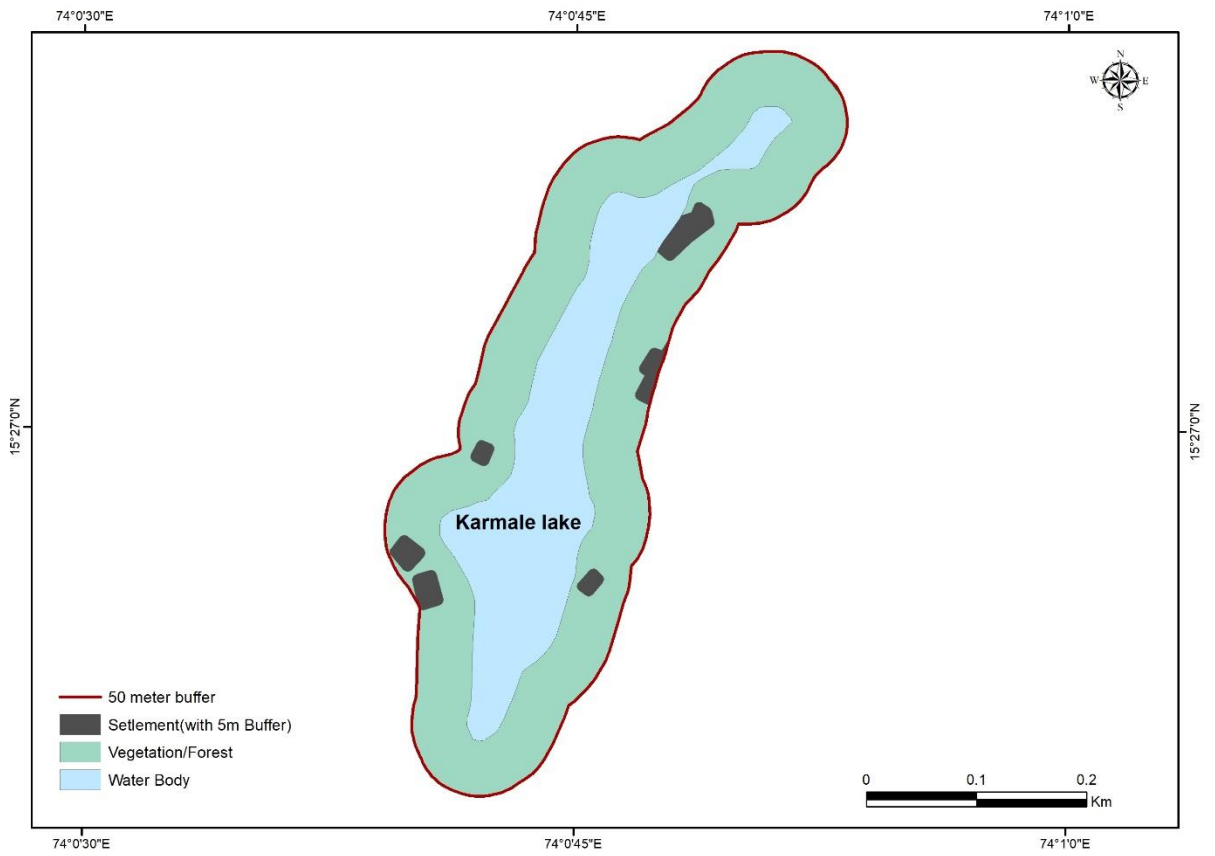 74°0'30"E 74°0'45"E 74°1'0"E
N
W E
S
15°27'0"N 15°27'0"N
Karmale lake
50 meter buffer
Setlement(with 5m Buffer)
Vegetation/Forest
Water Body
0 0.1 0.2
Km
74°0'30"E 74°0'45"E 74°1'0"E